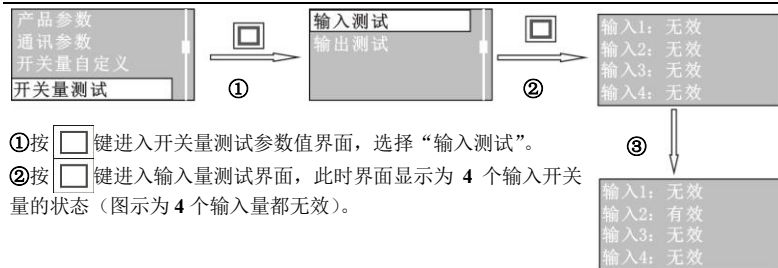 产品参数
通讯参数
开关量自定义
开关量测试
①
输入测试
输出测试
②
输入1：无效
输入2：无效
输入3：无效
输入4：无效
①按 键进入开关量测试参数值界面，选择“输入测试”。
②按 键进入输入量测试界面，此时界面显示为 4 个输入开关
量的状态（图示为 4 个输入量都无效）。
③
输入1：无效
输入2：有效
输入3：无效
输入4：无效